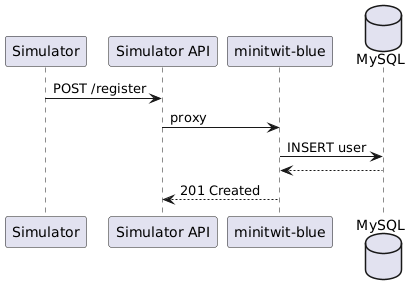 Simulator
Simulator API
minitwit-blue
MySQL
POST /register
proxy
INSERT user
201 Created
Simulator
Simulator API
minitwit-blue
MySQL